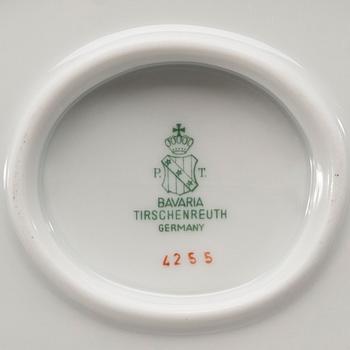 P. T.
BAVARIA
TIRSCHENREUTH
GERMANY
4255